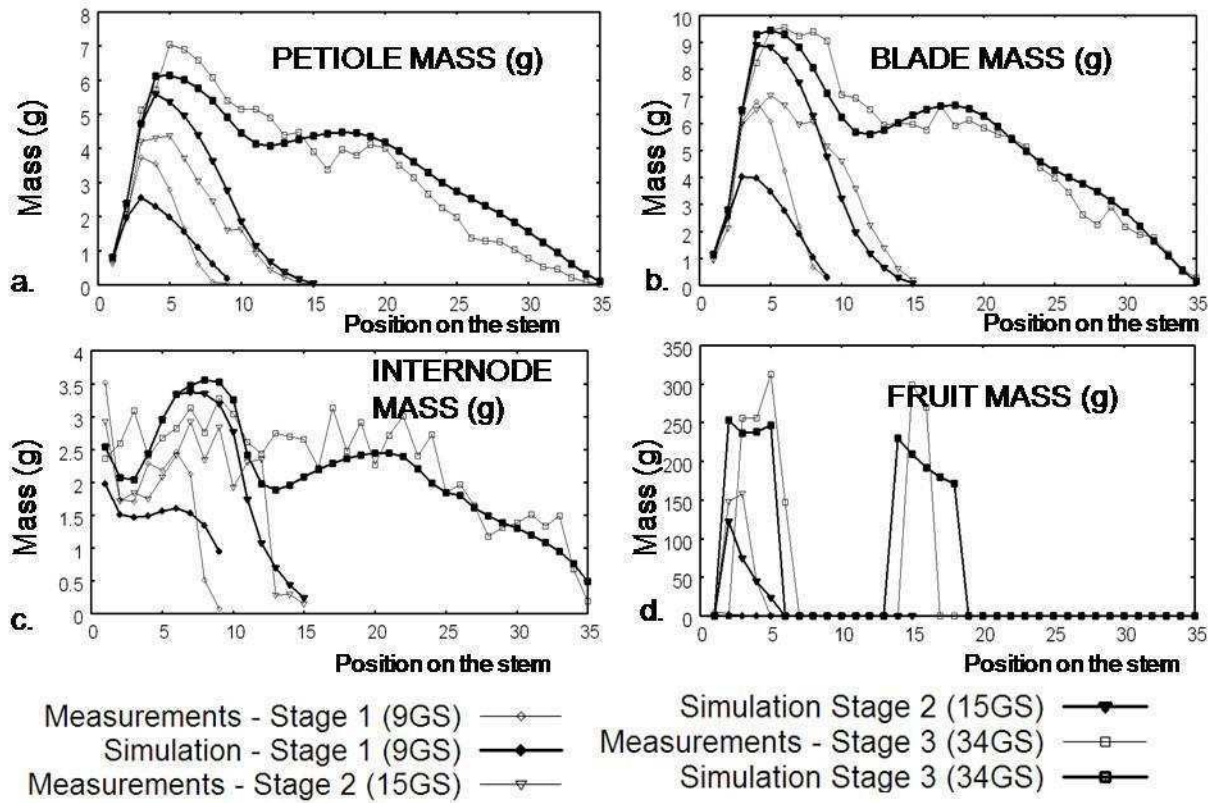 PETIOLE MASS (g)
Mass (g)
8
7
6
5
4
3
2
1
0
0 5 10 15 20 25 30 35
Position on the stem
a.
BLADE MASS (g)
Mass (g)
10
9
8
7
6
5
4
3
2
1
0
0 5 10 15 20 25 30 35
Position on the stem
b.
INTERNODE
MASS (g)
Mass (g)
4
3.5
3
2.5
2
1.5
1
0.5
0
0 5 10 15 20 25 30 35
Position on the stem
c.
FRUIT MASS (g)
Mass (g)
350
300
250
200
150
100
50
0
0 5 10 15 20 25 30 35
Position on the stem
d.
Measurements - Stage 1 (9GS)
Simulation - Stage 1 (9GS)
Measurements - Stage 2 (15GS)
Simulation Stage 2 (15GS)
Measurements - Stage 3 (34GS)
Simulation Stage 3 (34GS)